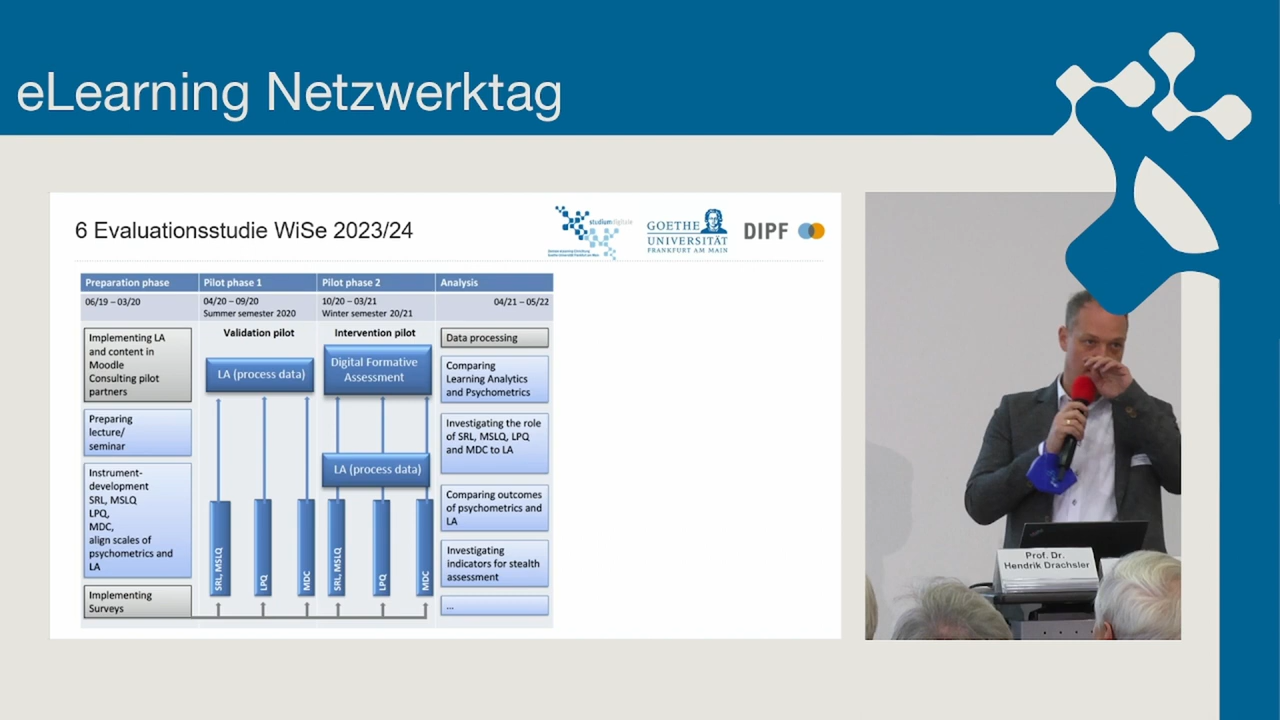 eLearning Netzwerktag
6 Evaluationsstudie WiSe 2023/24
studiumdigitale
GOETHE
UNIVERSITÄT
FRANKFURT AM MAIN
DIPF
Preparation phase
Pilot phase 1
Pilot phase 2
Analysis
06/19 – 03/20
04/20 – 09/20
Summer semester 2020
10/20 – 03/21
Winter semester 20/21
04/21 – 05/22
Implementing LA
and content in
Moodle
Consulting pilot
partners
Preparing
lecture/
seminar
Instrument-
development
SRL, MSLQ
LPQ,
MDC,
align scales of
psychometrics and
LA
Implementing
Surveys
Validation pilot
LA (process data)
SRL, MSLQ
LPQ
MDC
Intervention pilot
Digital Formative
Assessment
LA (process data)
SRL, MSLQ
LPQ
MDC
Data processing
Comparing
Learning Analytics
and Psychometrics
Investigating the role
of SRL, MSLQ, LPQ
and MDC to LA
Comparing outcomes
of psychometrics and
LA
Investigating
indicators for stealth
assessment
...
Prof. Dr.
Hendrik Drachsler